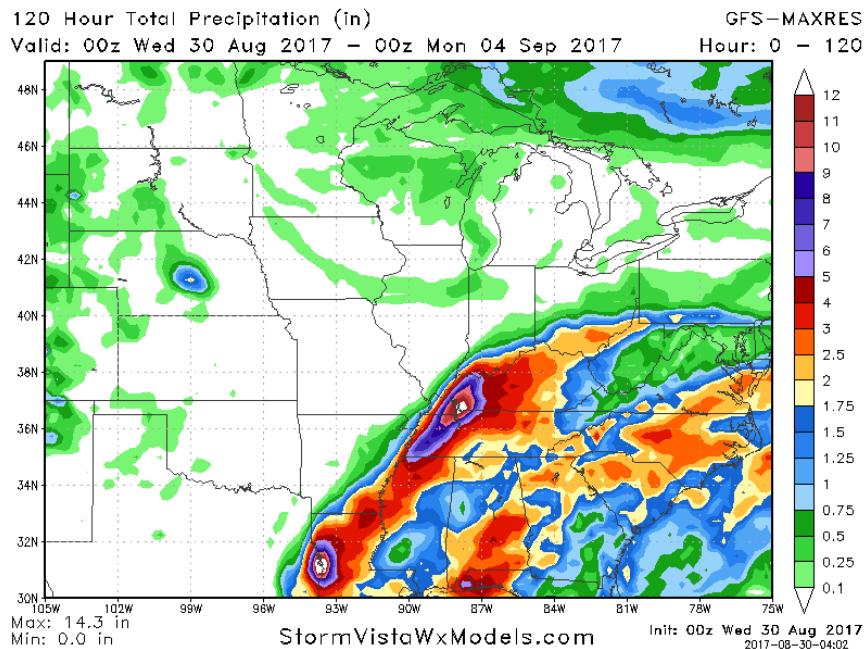 120 Hour Total Precipitation (in) GFS-MAXRES
Valid: 00z Wed 30 Aug 2017 - 00z Mon 04 Sep 2017 Hour: 0 - 120
48N
46N
44N
42N
40N
38N
36N
34N
32N
30N
105W 102W 99W 96W 93W 90W 87W 84W 81W 78W 75W
12
11
10
9
8
7
6
5
4
3
2.5
2
1.75
1.5
1.25
1
0.75
0.5
0.25
0.1
Max: 14.3 in
Min: 0.0 in
StormVistaWxModels.com
Init: 00z Wed 30 Aug 2017
2017-08-30-04:02